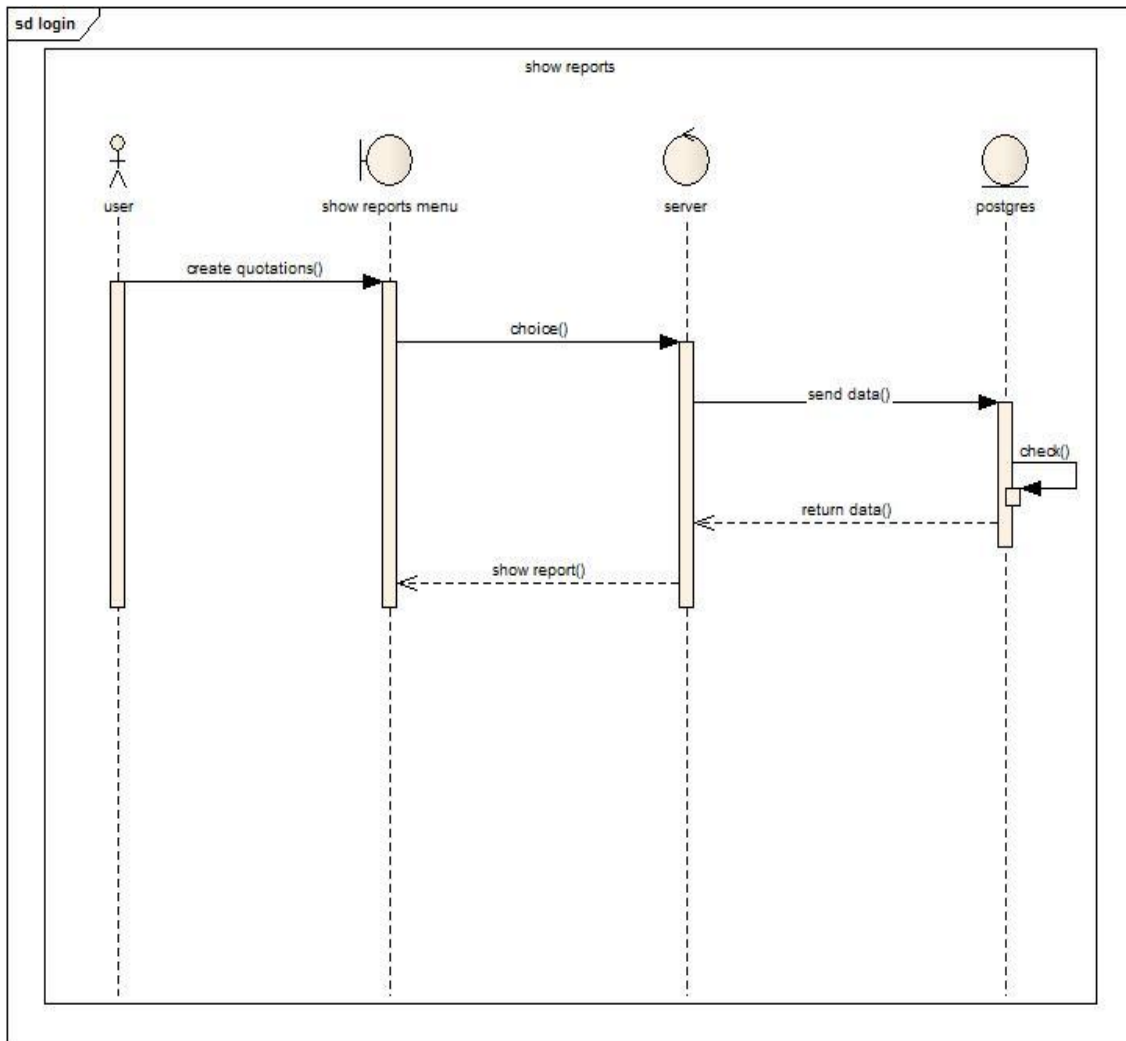 sd login
show reports
user
show reports menu
server
postgres
create quotations()
choice()
send data()
check()
return data()
show report()